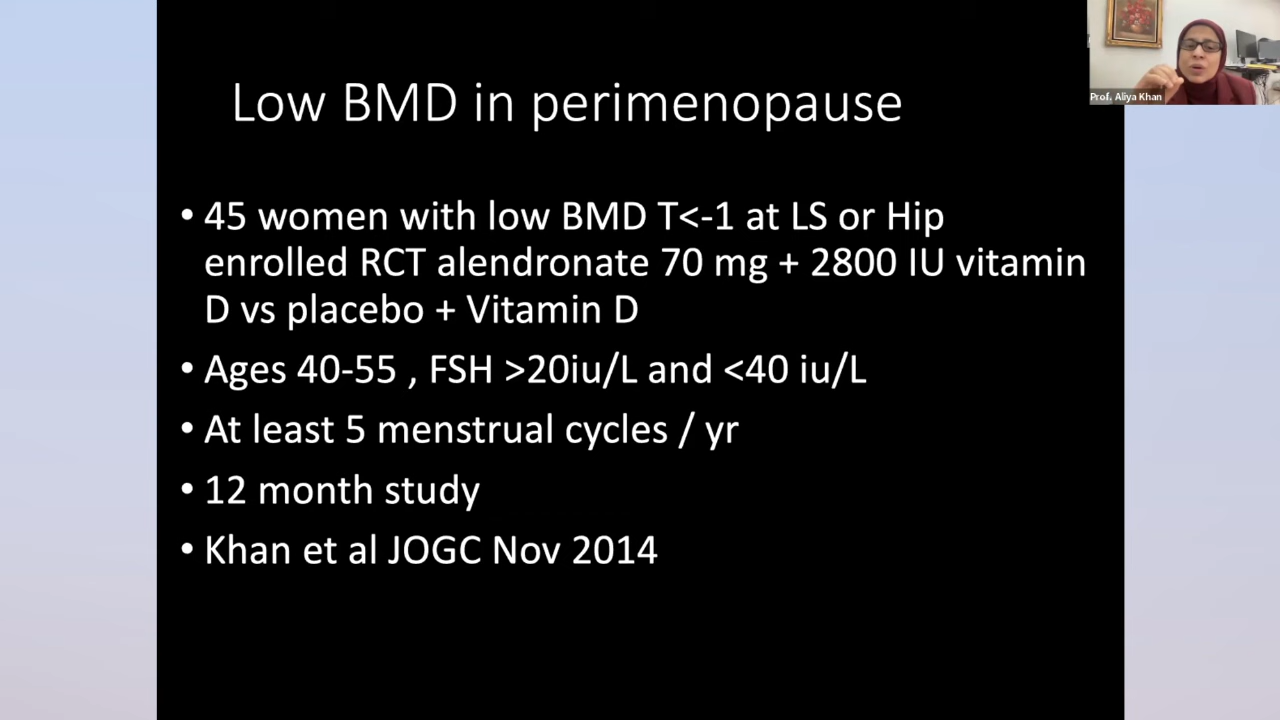 Prof. Aliya Khan
Low BMD in perimenopause
• 45 women with low BMD T<-1 at LS or Hip
enrolled RCT alendronate 70 mg + 2800 IU vitamin
D vs placebo + Vitamin D
• Ages 40-55 , FSH >20iu/L and <40 iu/L
• At least 5 menstrual cycles / yr
• 12 month study
• Khan et al JOGC Nov 2014